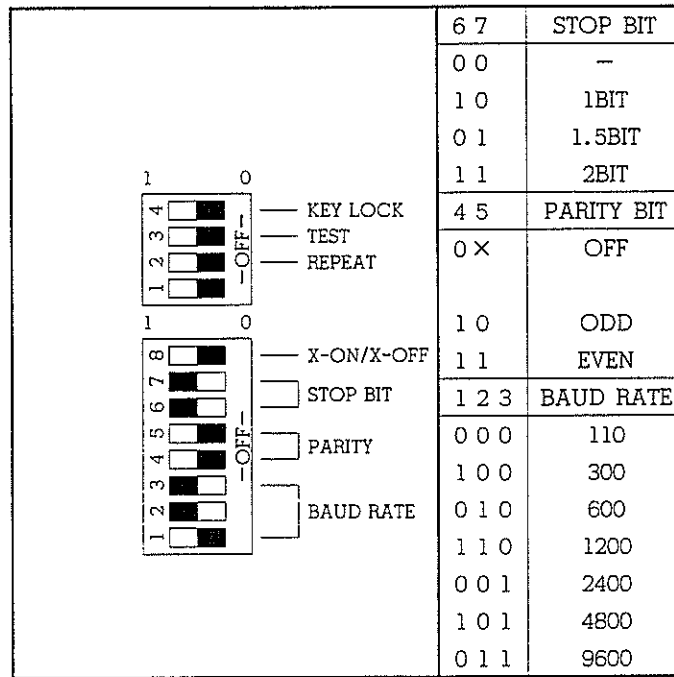 1 0
4 KEY LOCK
3 TEST
2 REPEAT
1
—OFF—
1 0
8 X-ON/X-OFF
7 STOP BIT
6
5 PARITY
4
3 BAUD RATE
2
1
—OFF—
6 7 STOP BIT
0 0 —
1 0 1BIT
0 1 1.5BIT
1 1 2BIT
4 5 PARITY BIT
0 × OFF
1 0 ODD
1 1 EVEN
1 2 3 BAUD RATE
0 0 0 110
1 0 0 300
0 1 0 600
1 1 0 1200
0 0 1 2400
1 0 1 4800
0 1 1 9600